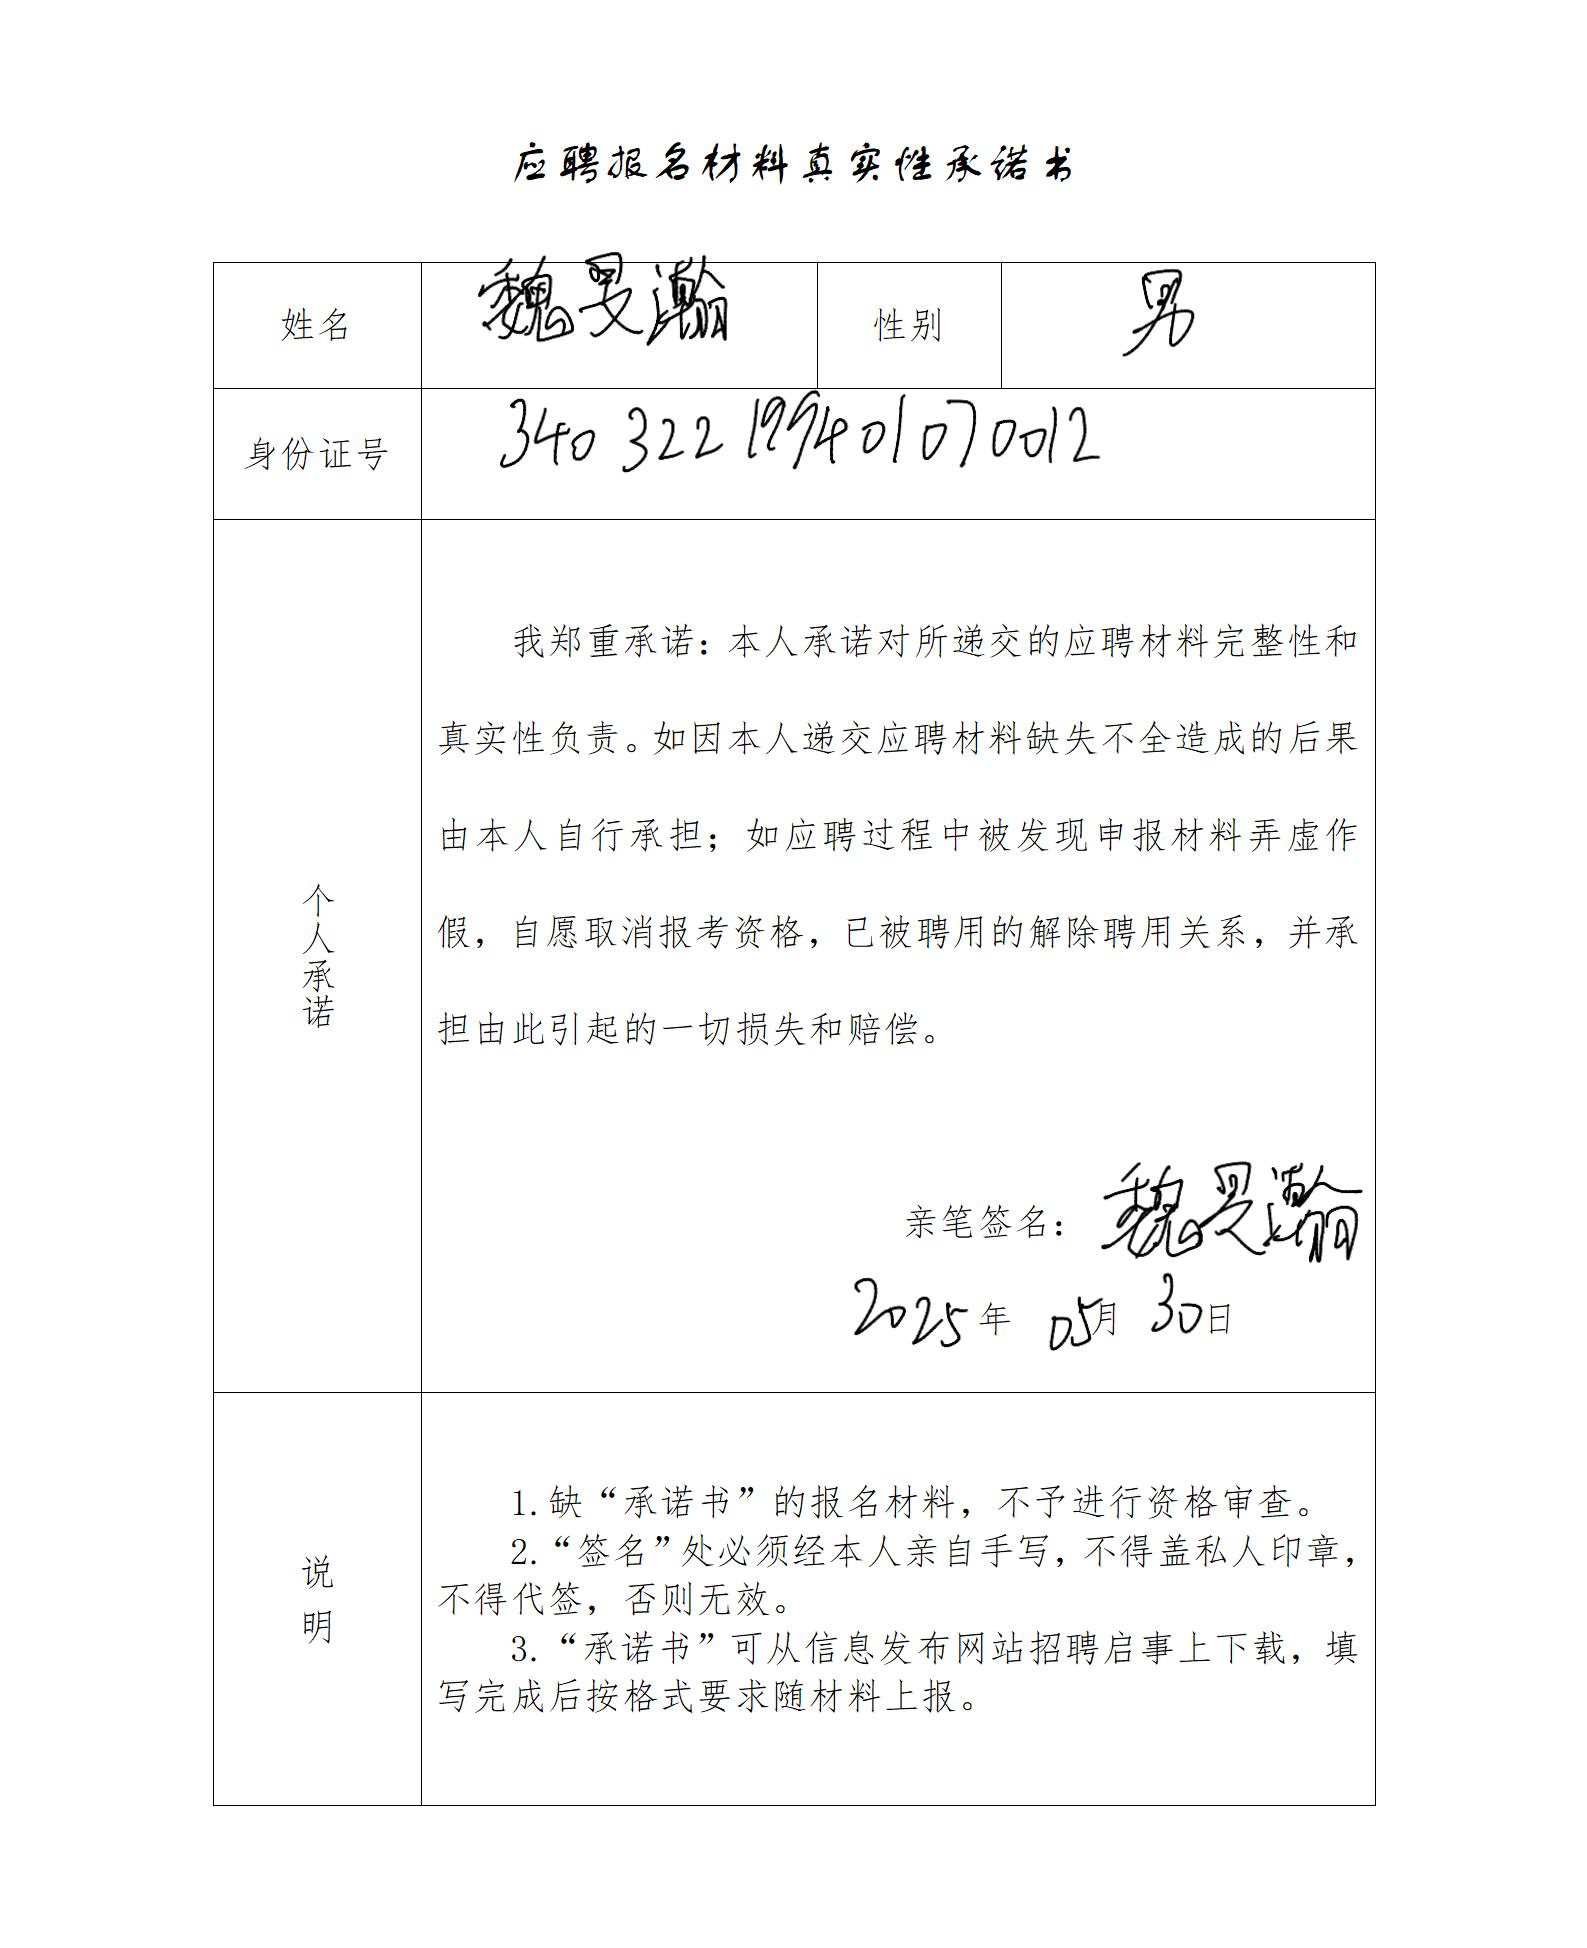 应聘报名材料真实性承诺书
姓名 魏旻瀚 性别 男
身份证号 340322199401070012
个人承诺
我郑重承诺：本人承诺对所递交的应聘材料完整性和
真实性负责。如因本人递交应聘材料缺失不全造成的后果
由本人自行承担；如应聘过程中被发现申报材料弄虚作
假，自愿取消报考资格，已被聘用的解除聘用关系，并承
担由此引起的一切损失和赔偿。
亲笔签名：魏旻瀚
2025年 05月 30日
说明
1.缺“承诺书”的报名材料，不予进行资格审查。
2.“签名”处必须经本人亲自手写，不得盖私人印章，
不得代签，否则无效。
3.“承诺书”可从信息发布网站招聘启事上下载，填
写完成后按格式要求随材料上报。